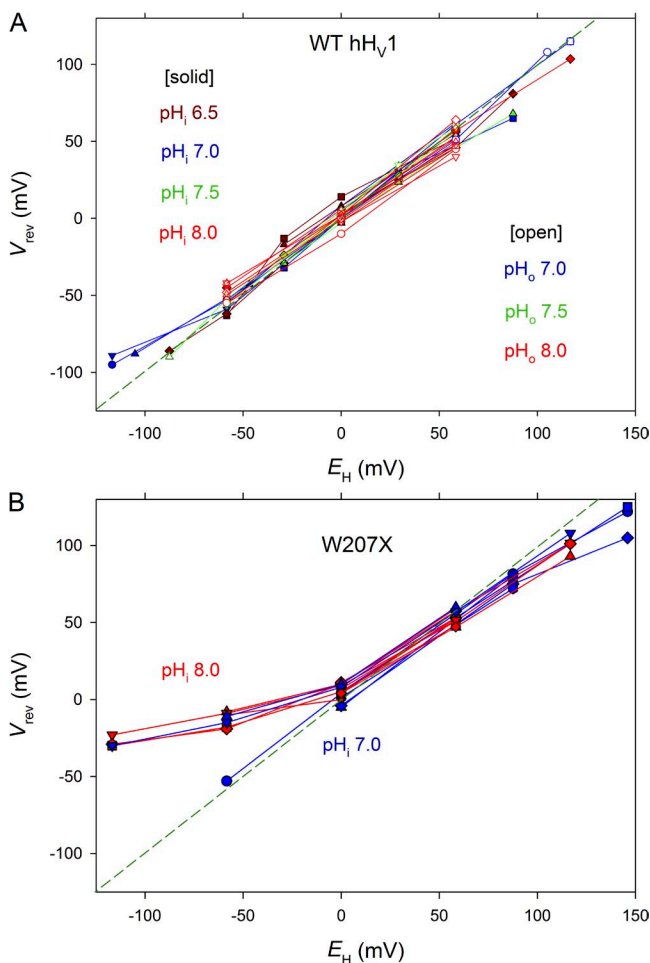 A
WT hHV1
[solid]
pHi 6.5
pHi 7.0
pHi 7.5
pHi 8.0
[open]
pHo 7.0
pHo 7.5
pHo 8.0
100
50
0
-50
-100
Vrev (mV)
-100 -50 0 50 100 150
EH (mV)
B
W207X
pHi 8.0
pHi 7.0
100
50
0
-50
-100
Vrev (mV)
-100 -50 0 50 100 150
EH (mV)